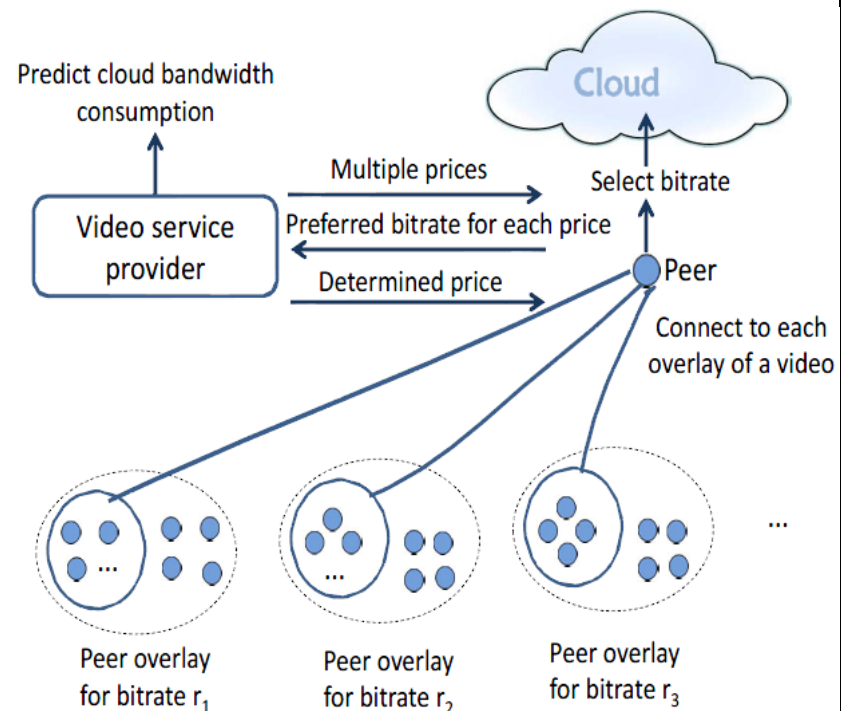 Predict cloud bandwidth
consumption
Cloud
Multiple prices
Select bitrate
Video service
provider
Preferred bitrate for each price
Determined price
Peer
Connect to each
overlay of a video
...
...
...
Peer overlay
for bitrate r₁
Peer overlay
for bitrate r₂
Peer overlay
for bitrate r₃